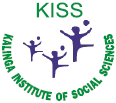 KISS
KALINGA INSTITUTE OF SOCIAL SCIENCES